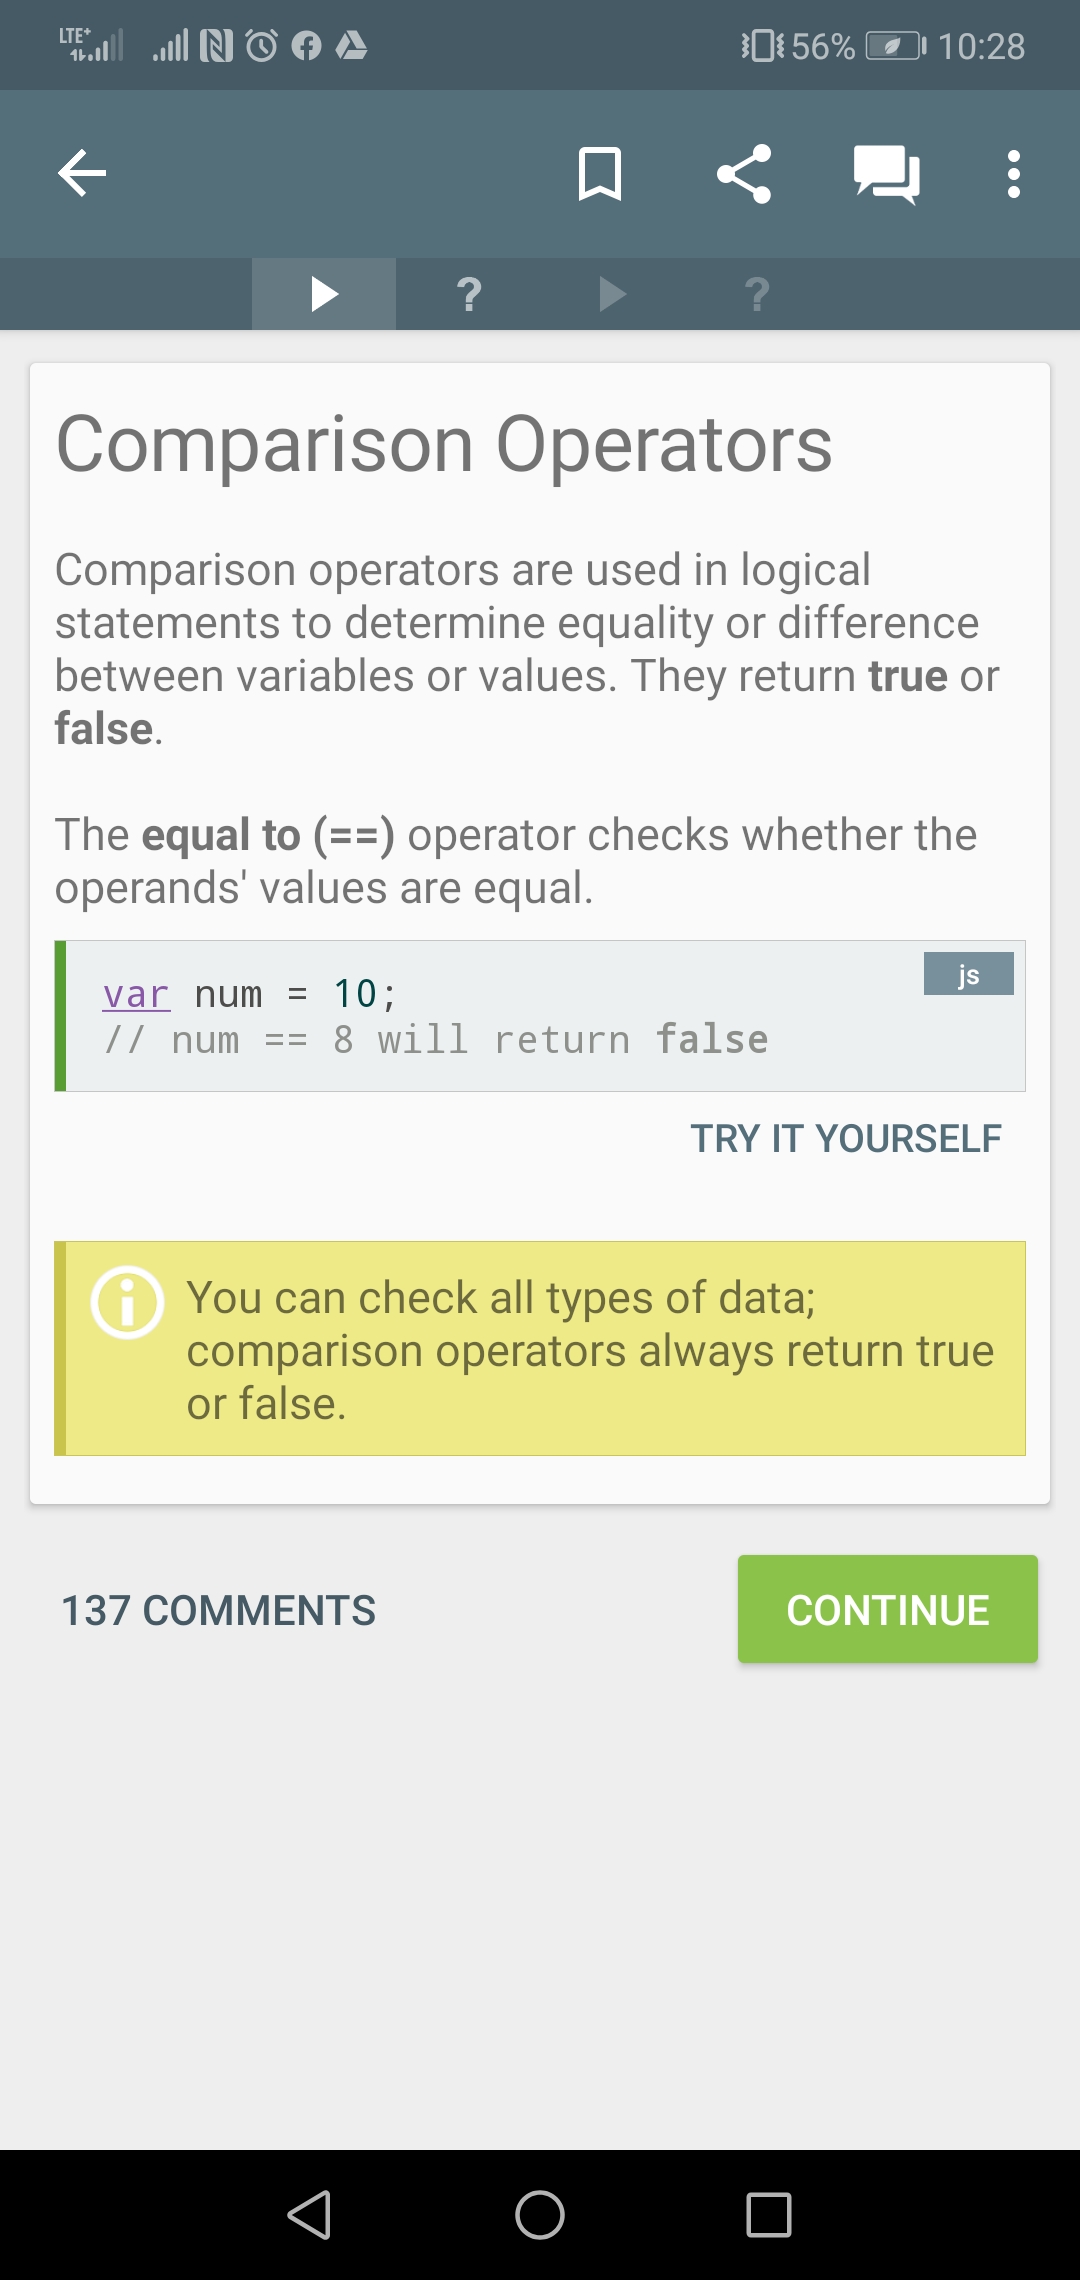 LTE+ 56% 10:28
? ?
Comparison Operators
Comparison operators are used in logical
statements to determine equality or difference
between variables or values. They return true or
false.
The equal to (==) operator checks whether the
operands' values are equal.
js
var num = 10;
// num == 8 will return false
TRY IT YOURSELF
You can check all types of data;
comparison operators always return true
or false.
137 COMMENTS CONTINUE